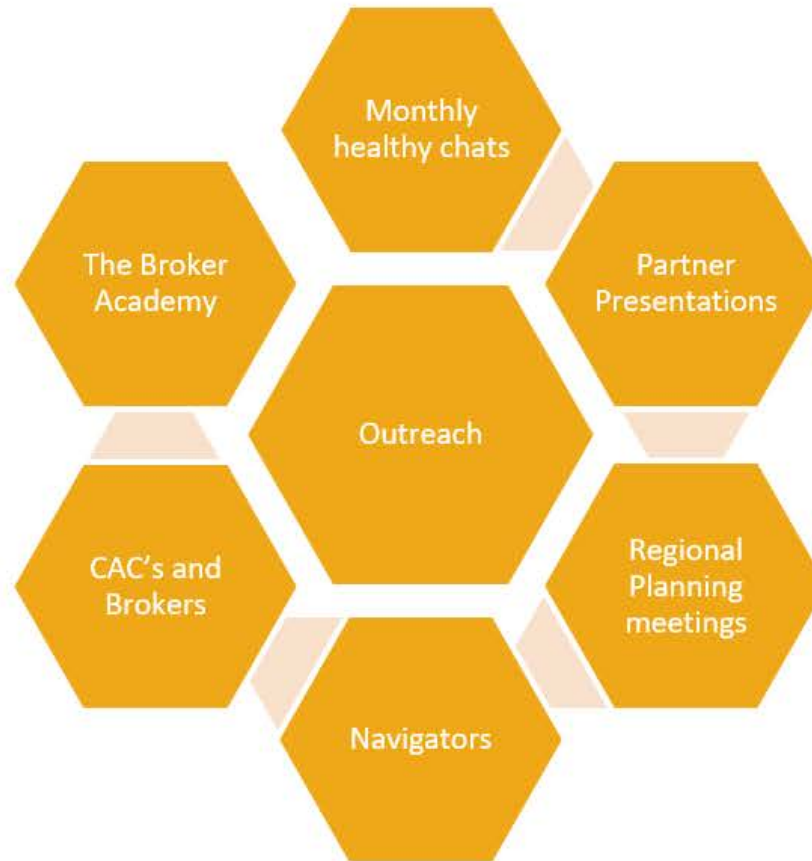 Monthly
healthy chats
The Broker
Academy
Partner
Presentations
Outreach
CAC’s and
Brokers
Regional
Planning
meetings
Navigators